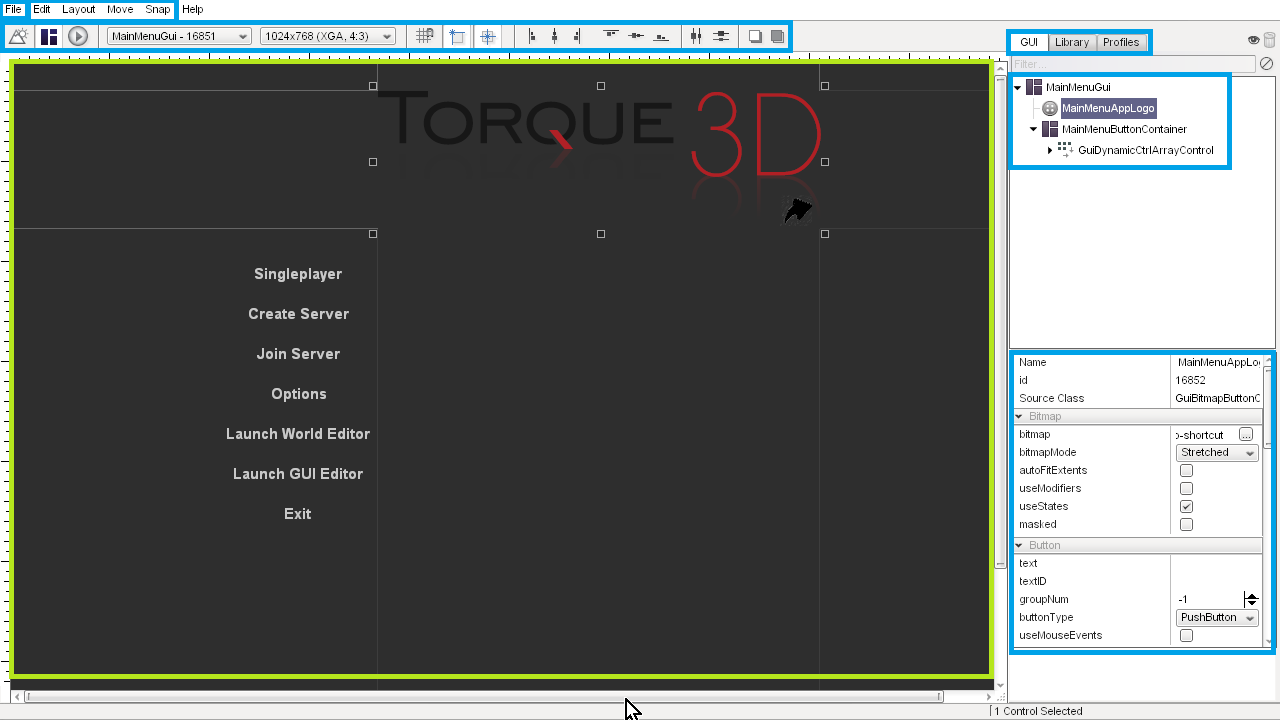 File Edit Layout Move Snap Help
MainMenuGui - 16851 1024x768 (XGA, 4:3)
GUI Library Profiles
Filter...
MainMenuGui
MainMenuAppLogo
MainMenuButtonContainer
GuiDynamicCtrlArrayControl
TORQUE 3D
Singleplayer
Create Server
Join Server
Options
Launch World Editor
Launch GUI Editor
Exit
Name MainMenuAppLo
id 16852
Source Class GuiBitmapButtonC
Bitmap
bitmap o-shortcut ...
bitmapMode Stretched
autoFitExtents
useModifiers
useStates
masked
Button
text
textID
groupNum -1
buttonType PushButton
useMouseEvents
1 Control Selected